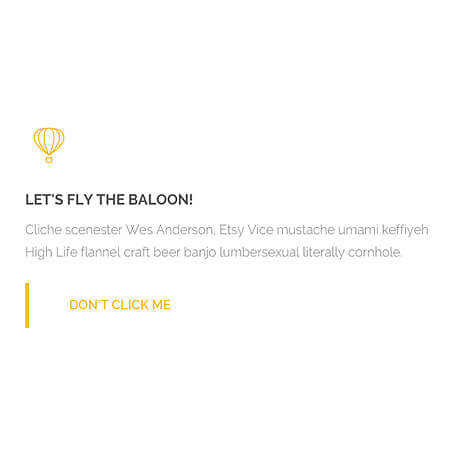 LET'S FLY THE BALOON!
Cliche scenester Wes Anderson, Etsy Vice mustache umami keffiyeh
High Life flannel craft beer banjo lumbersexual literally cornhole.
DON'T CLICK ME